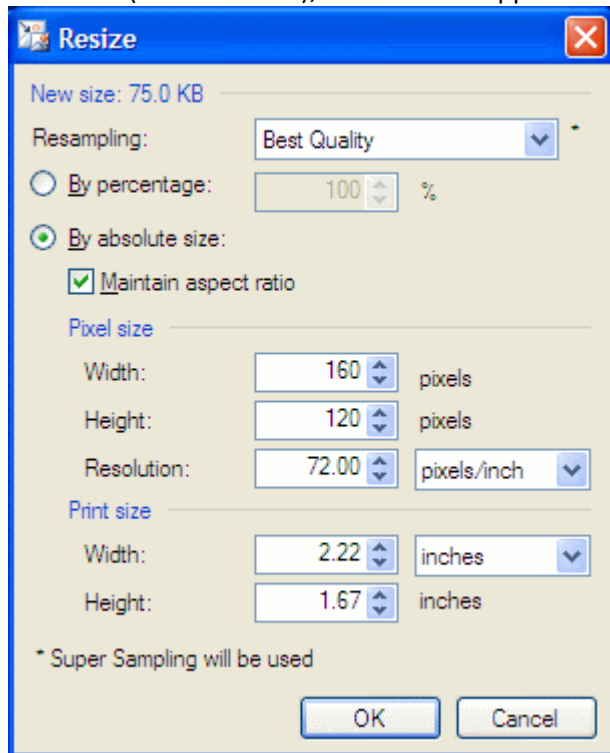 Resize
New size: 75.0 KB
Resampling: Best Quality *
By percentage: 100 %
By absolute size:
Maintain aspect ratio
Pixel size
Width: 160 pixels
Height: 120 pixels
Resolution: 72.00 pixels/inch
Print size
Width: 2.22 inches
Height: 1.67 inches
* Super Sampling will be used
OK Cancel